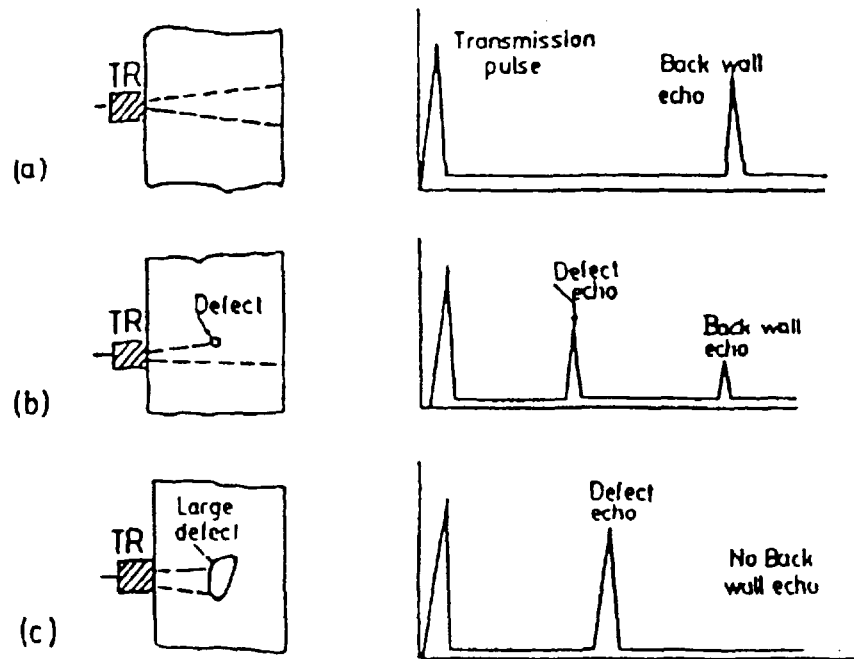 TR
(a)
Transmission
pulse
Back wall
echo
TR
Defect
(b)
Defect
echo
Back wall
echo
TR
Large
defect
(c)
Defect
echo
No Back
wall echo